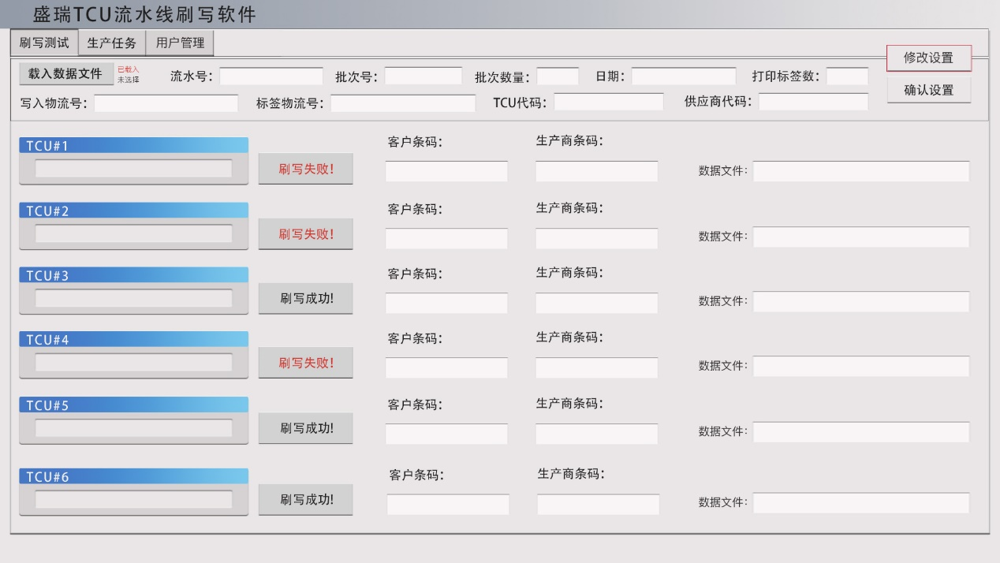 盛瑞TCU流水线刷写软件
刷写测试 生产任务 用户管理
修改设置
载入数据文件 已载入 未选择 流水号： 批次号： 批次数量： 日期： 打印标签数：
确认设置
写入物流号： 标签物流号： TCU代码： 供应商代码：
TCU#1 刷写失败！ 客户条码： 生产商条码： 数据文件：
TCU#2 刷写失败！ 客户条码： 生产商条码： 数据文件：
TCU#3 刷写成功！ 客户条码： 生产商条码： 数据文件：
TCU#4 刷写失败！ 客户条码： 生产商条码： 数据文件：
TCU#5 刷写成功！ 客户条码： 生产商条码： 数据文件：
TCU#6 刷写成功！ 客户条码： 生产商条码： 数据文件：